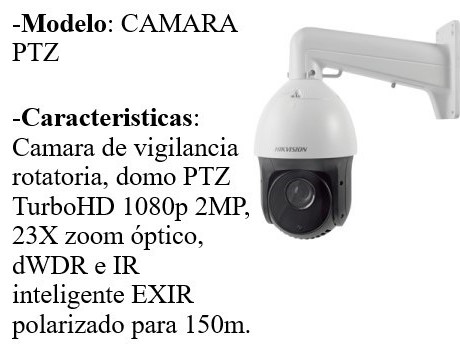 -Modelo: CAMARA
PTZ
-Caracteristicas:
Camara de vigilancia
rotatoria, domo PTZ
TurboHD 1080p 2MP,
23X zoom óptico,
dWDR e IR
inteligente EXIR
polarizado para 150m.
HIKVISION